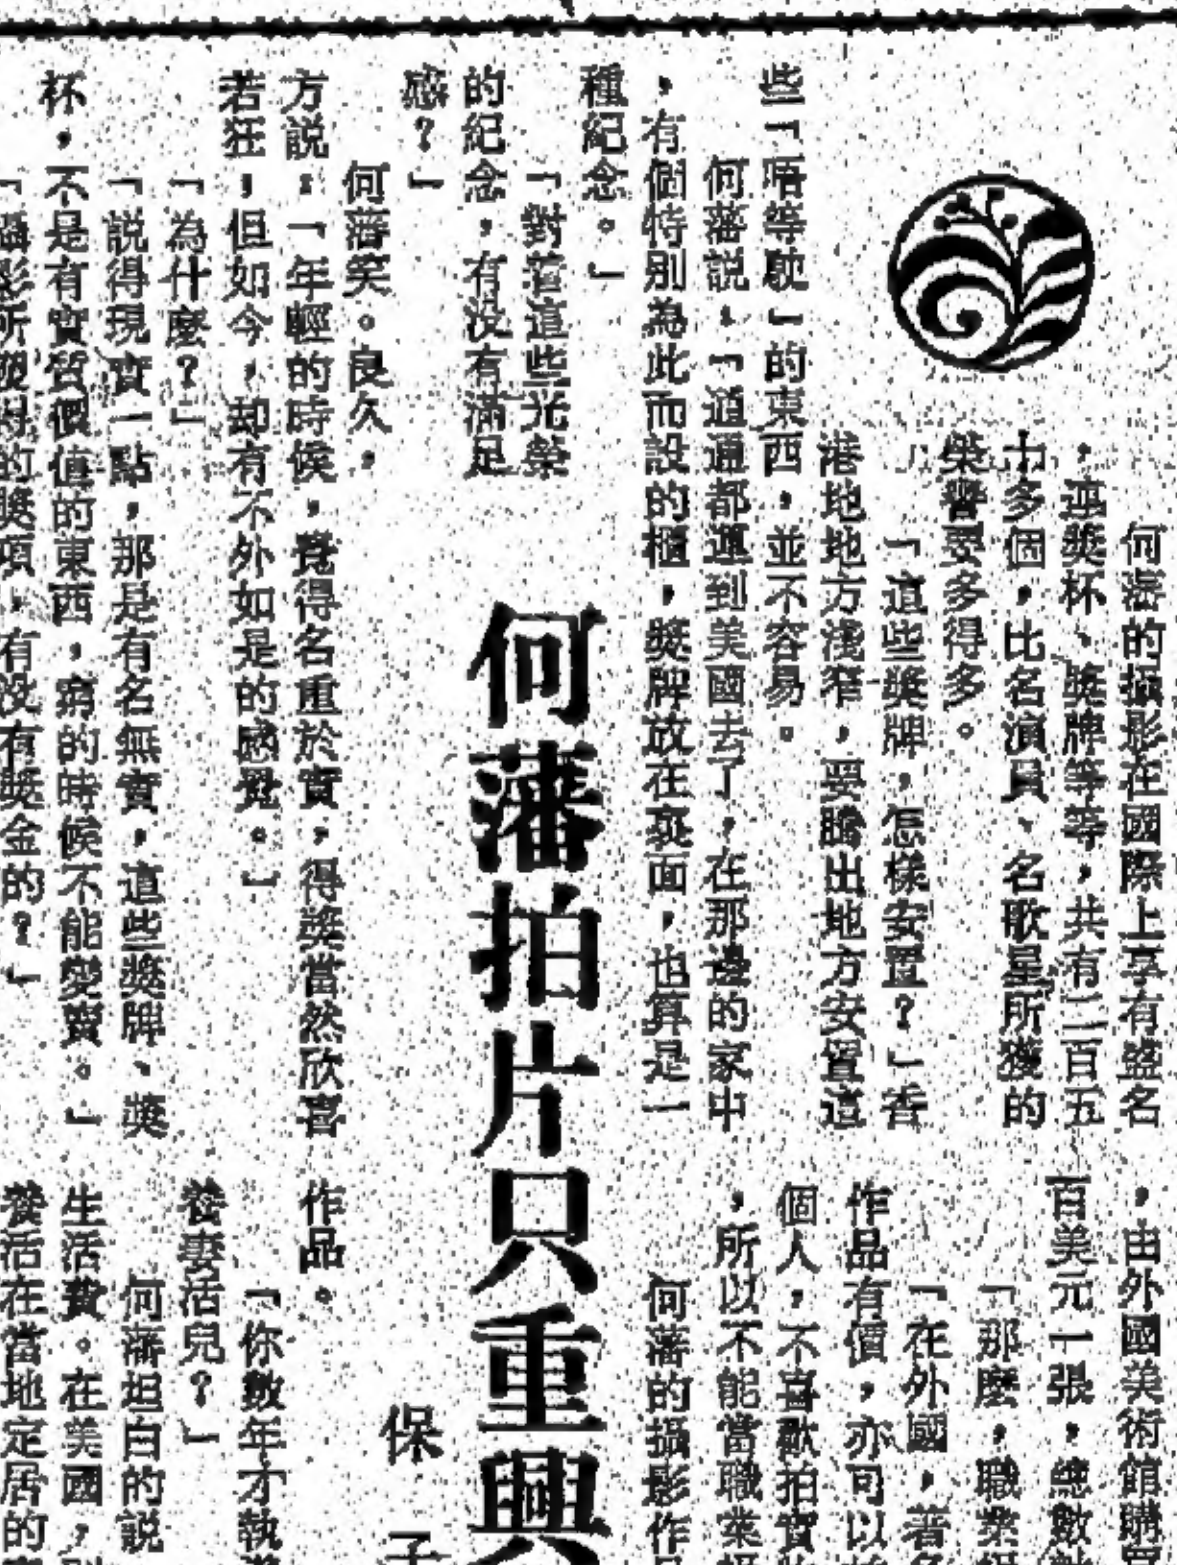 何藩拍片只重興
保
何藩的攝影在國際上享有盛名
，連獎杯、獎牌等等，共有二百五
十多個，比名演員、名歌星所獲的
榮譽要多得多。
「這些獎牌，怎樣安置？」香
港地地方淺窄，要騰出地方安置這
些「唔等駛」的東西，並不容易。
何藩說：「通通都運到美國去了，在那邊的家中
，有個特別為此而設的櫃，獎牌放在裏面，也算是一
種紀念。」
「對着這些光榮
的紀念，有沒有滿足
感？」
何藩笑。良久，
方說：「年輕的時候，覺得名重於實，得獎當然欣喜
若狂，但如今，却有不外如是的感覺。」
「為什麼？」
「說得現實一點，那是有名無實，這些獎牌、獎
杯，不是有實質價值的東西，窮的時候不能變賣。」
「攝影所獲得的獎項，有沒有獎金的？」
，由外國美術館購
百美元一張，總數
「那麼，職業
「在外國，著
作品有價，亦可以
個人，不喜歡拍
，所以不能當職業
何藩的攝影作
作品。
「你數年才執
養妻活兒？」
何藩坦白的說
生活費。在美國，
養活在當地定居的